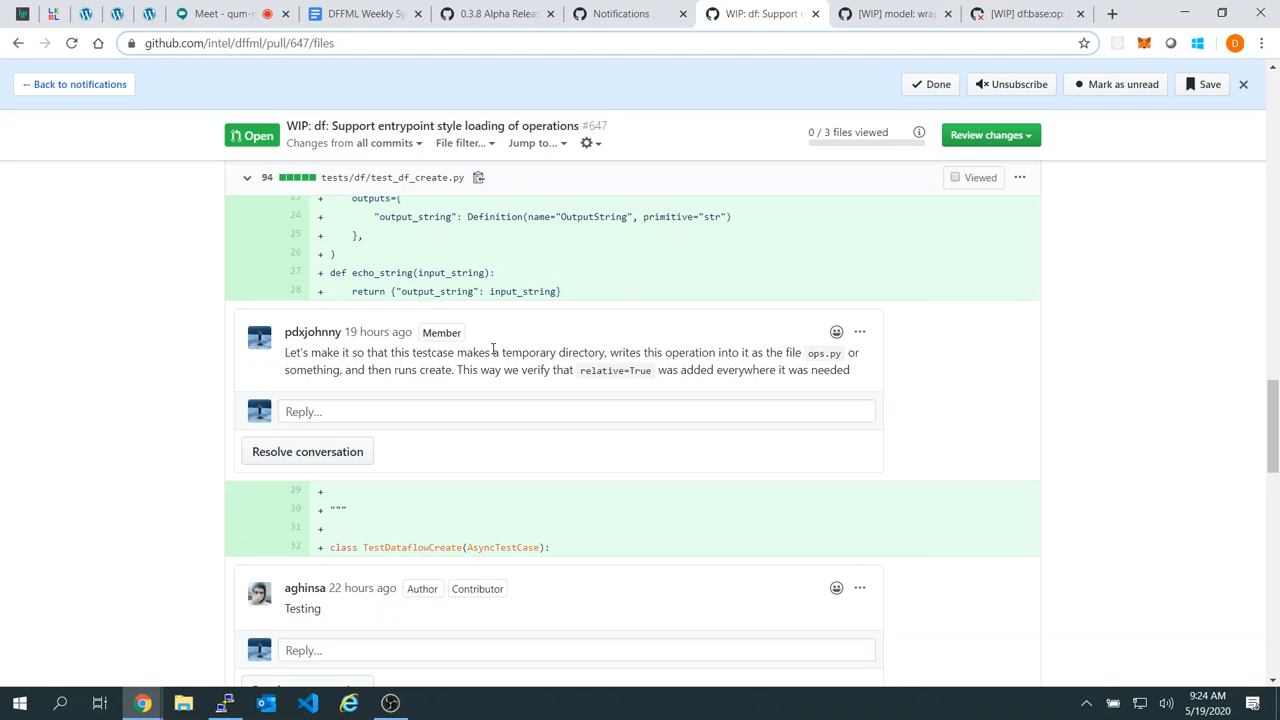 Meet - qum-e
DFFML Weekly Sy
0.3.8 Alpha Releas
Notifications
WIP: df: Support e
[WIP] model: wrap
[WIP] df:base:op:
github.com/intel/dffml/pull/647/files
← Back to notifications
Done
Unsubscribe
Mark as unread
Save
Open
WIP: df: Support entrypoint style loading of operations #647
Changes from all commits
File filter...
Jump to...
0 / 3 files viewed
Review changes
94 tests/df/test_df_create.py
Viewed
23 + outputs={
24 + "output_string": Definition(name="OutputString", primitive="str")
25 + },
26 + )
27 + def echo_string(input_string):
28 + return {"output_string": input_string}
pdxjohnny 19 hours ago Member
Let's make it so that this testcase makes a temporary directory, writes this operation into it as the file ops.py or
something, and then runs create. This way we verify that relative=True was added everywhere it was needed
Reply...
Resolve conversation
29 +
30 + """
31 +
32 + class TestDataflowCreate(AsyncTestCase):
aghinsa 22 hours ago Author Contributor
Testing
Reply...
9:24 AM
5/19/2020